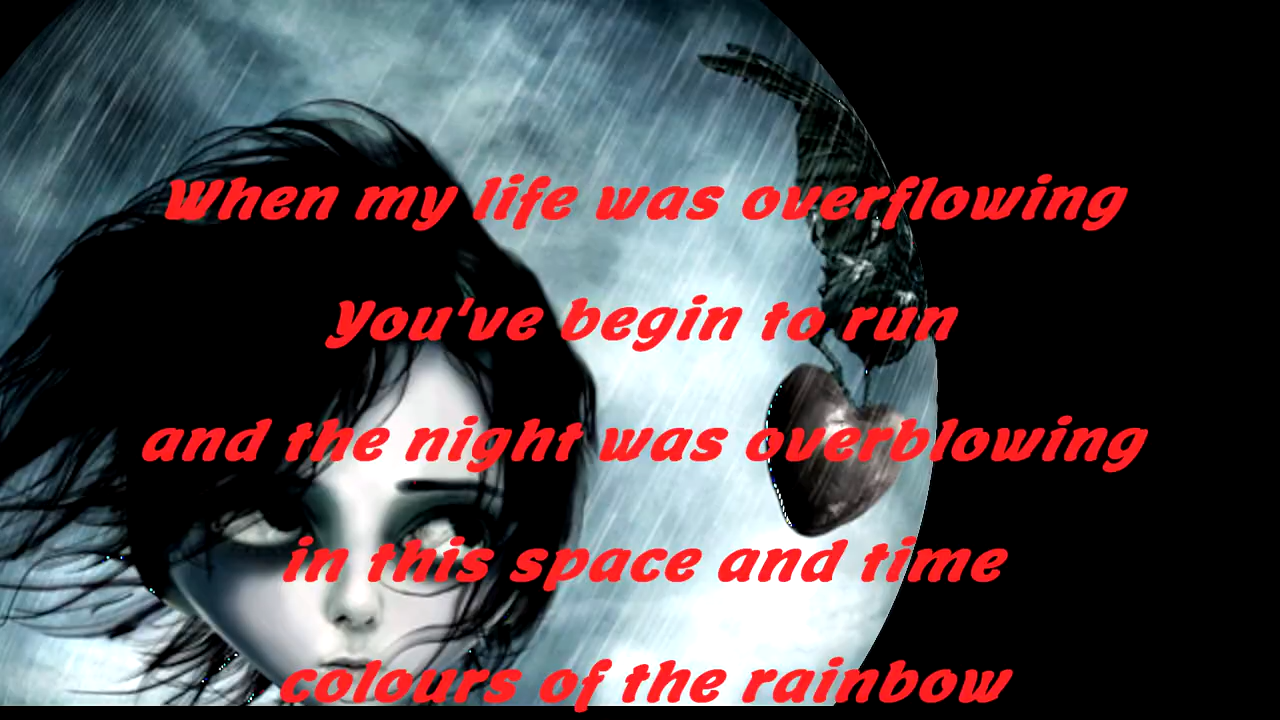 When my life was overflowing
You've begin to run
and the night was overblowing
in this space and time
colours of the rainbow